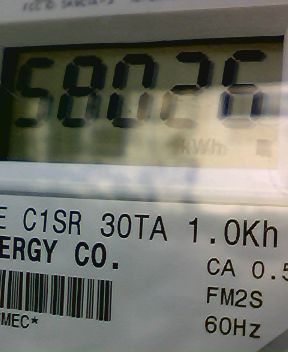 58026
kWh
E C1SR 30TA 1.0Kh
ERGY CO.
CA 0.5
FM2S
MEC*
60Hz